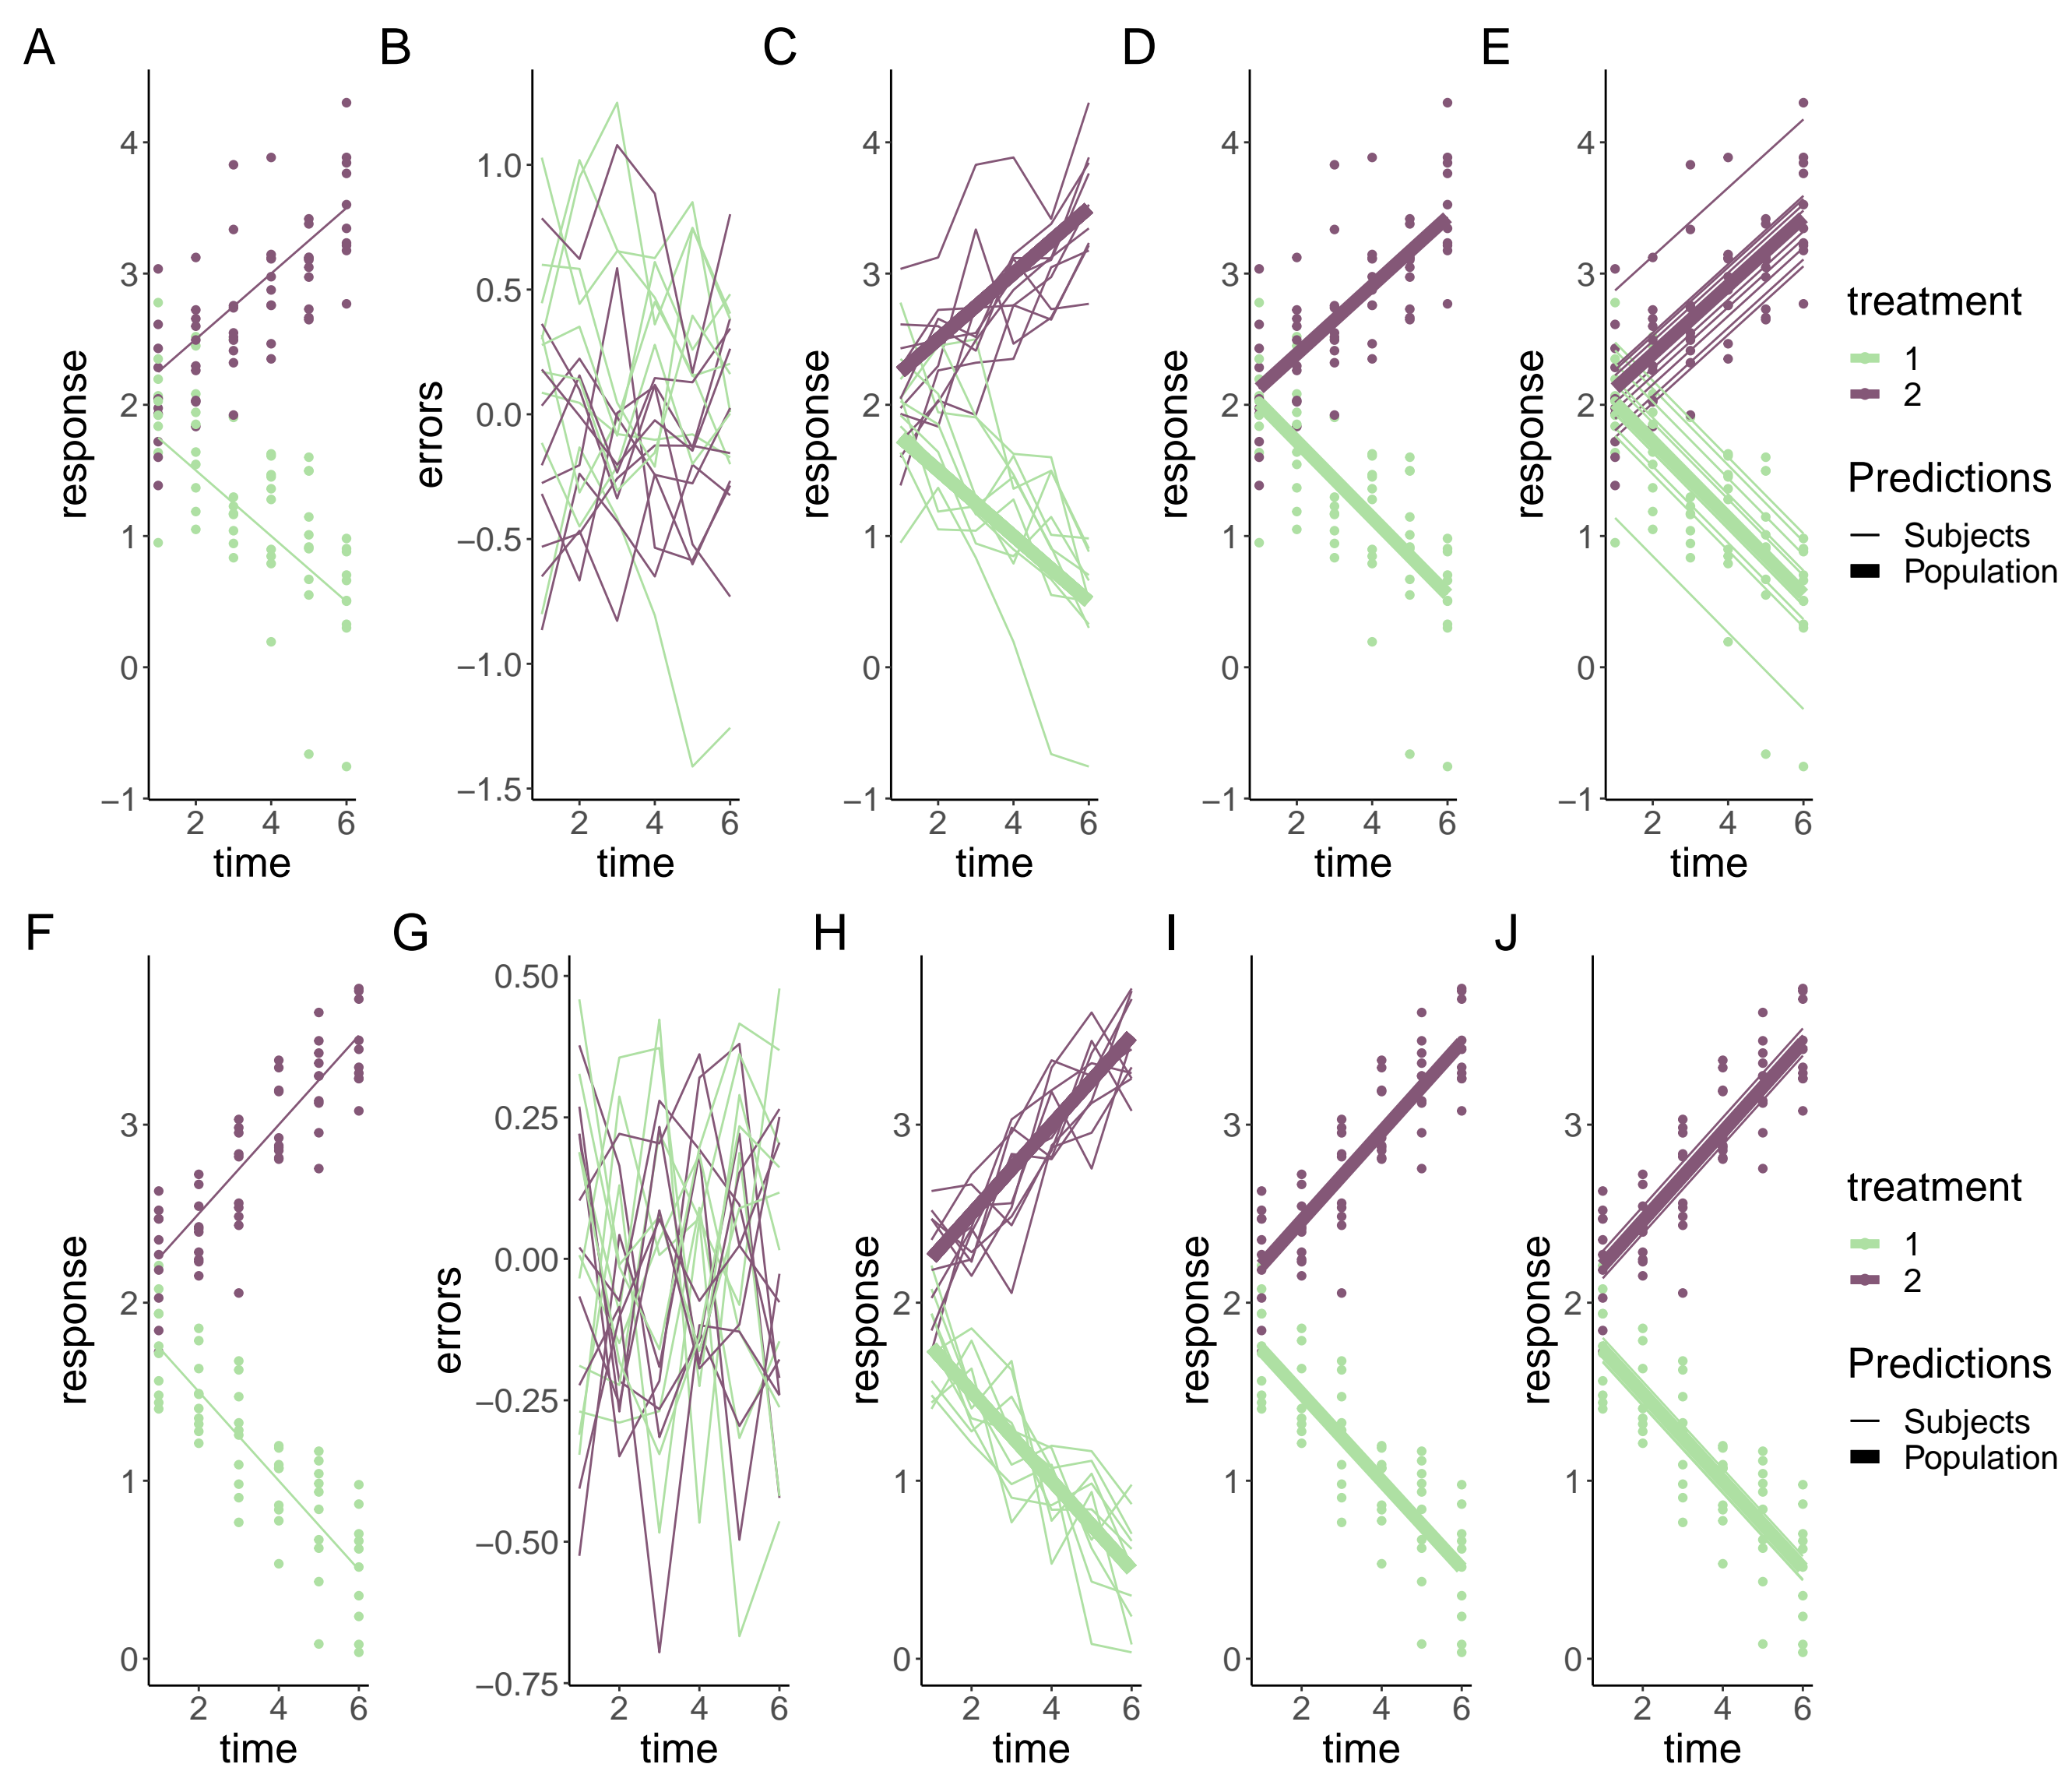 A B C D E
response
4
3
2
1
0
−1
2 4 6
time
errors
1.0
0.5
0.0
−0.5
−1.0
−1.5
2 4 6
time
response
4
3
2
1
0
−1
2 4 6
time
response
4
3
2
1
0
−1
2 4 6
time
response
4
3
2
1
0
−1
2 4 6
time
treatment
1
2
Predictions
Subjects
Population
F G H I J
response
3
2
1
0
2 4 6
time
errors
0.50
0.25
0.00
−0.25
−0.50
−0.75
2 4 6
time
response
3
2
1
0
2 4 6
time
response
3
2
1
0
2 4 6
time
response
3
2
1
0
2 4 6
time
treatment
1
2
Predictions
Subjects
Population